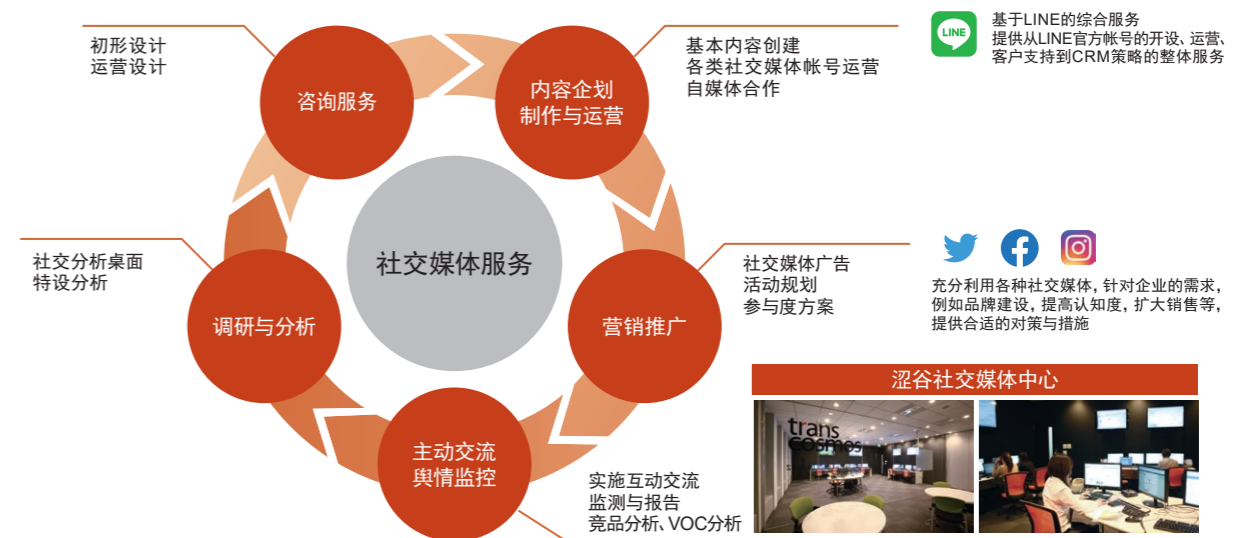 初形设计
运营设计
咨询服务
内容企划
制作与运营
基本内容创建
各类社交媒体帐号运营
自媒体合作
LINE
基于LINE的综合服务
提供从LINE官方帐号的开设、运营、
客户支持到CRM策略的整体服务
社交媒体服务
社交分析桌面
特设分析
调研与分析
营销推广
社交媒体广告
活动规划
参与度方案
充分利用各种社交媒体，针对企业的需求，
例如品牌建设，提高认知度，扩大销售等，
提供合适的对策与措施
主动交流
舆情监控
实施互动交流
监测与报告
竞品分析、VOC分析
涩谷社交媒体中心
trans
cosmos